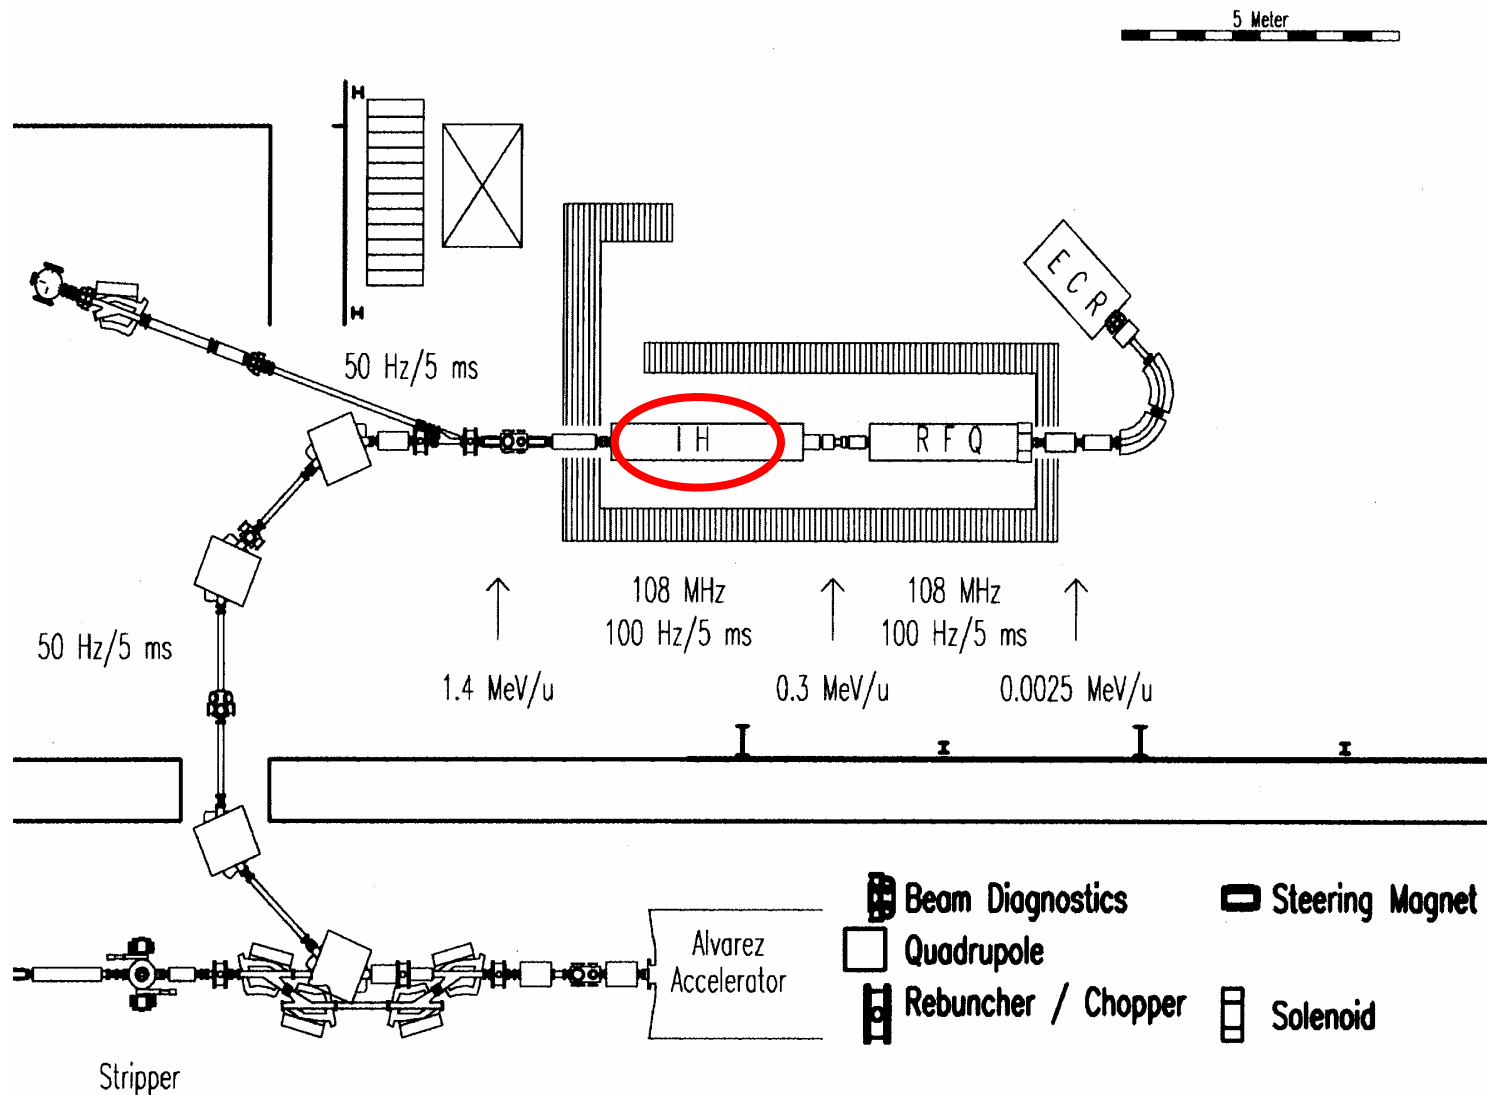 5 Meter
ECR
50 Hz/5 ms
IH
RFQ
108 MHz
100 Hz/5 ms
108 MHz
100 Hz/5 ms
50 Hz/5 ms
1.4 MeV/u
0.3 MeV/u
0.0025 MeV/u
Beam Diagnostics
Steering Magnet
Quadrupole
Rebuncher / Chopper
Solenoid
Alvarez
Accelerator
Stripper